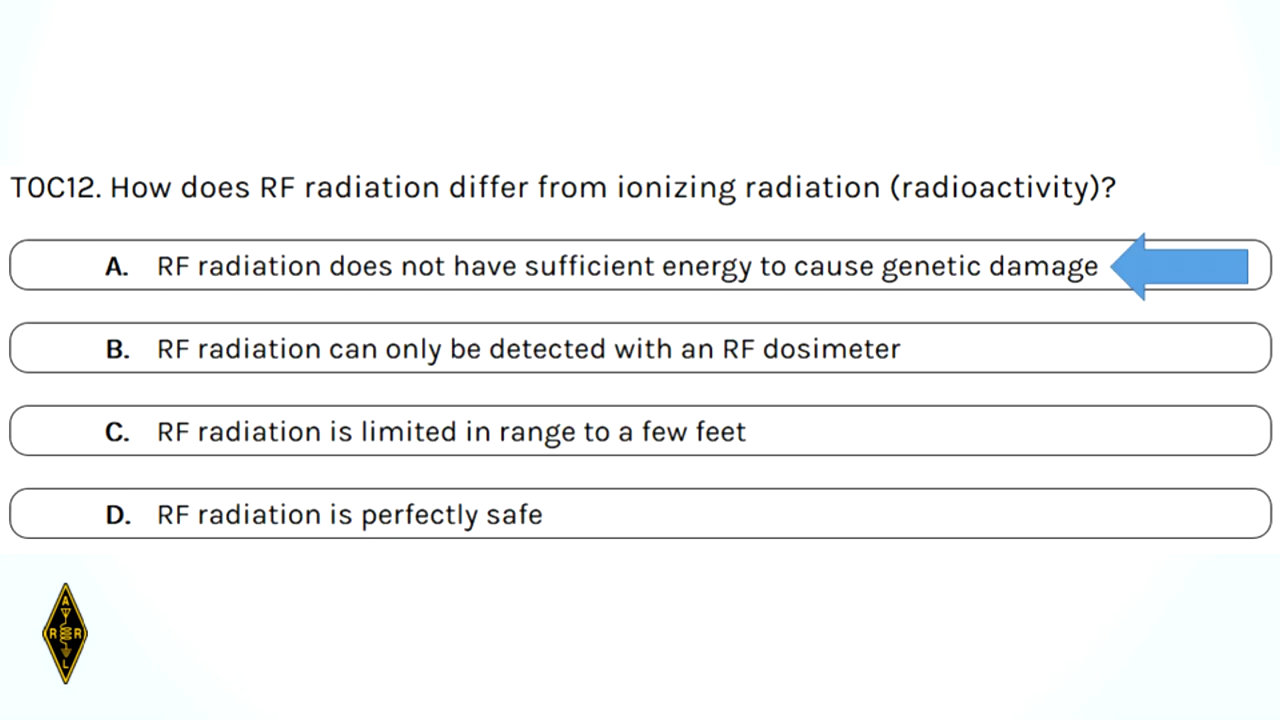 T0C12. How does RF radiation differ from ionizing radiation (radioactivity)?
A. RF radiation does not have sufficient energy to cause genetic damage
B. RF radiation can only be detected with an RF dosimeter
C. RF radiation is limited in range to a few feet
D. RF radiation is perfectly safe
A
R R
L